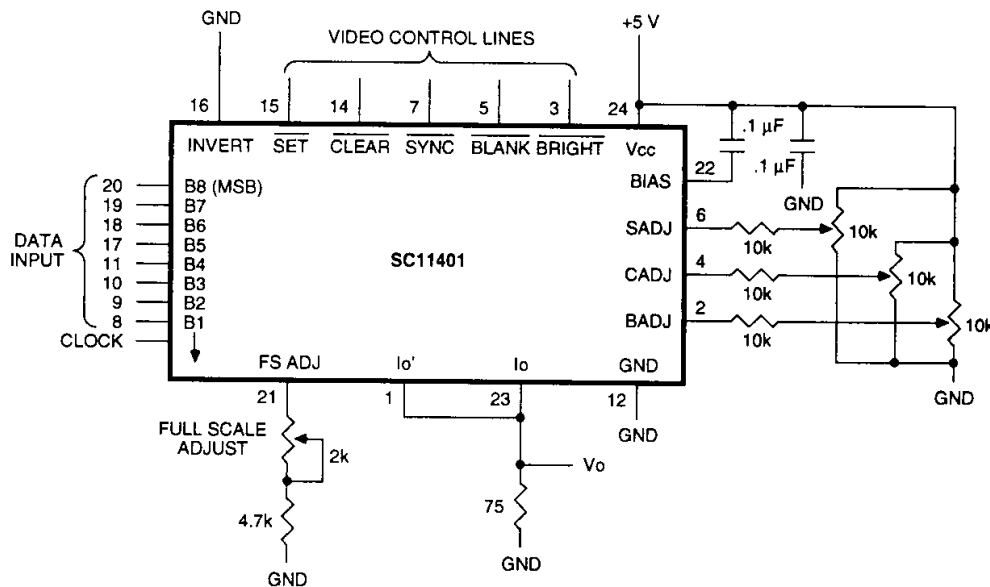 GND
VIDEO CONTROL LINES
+5 V
16 15 14 7 5 3 24
INVERT SET CLEAR SYNC BLANK BRIGHT Vcc
.1 µF
.1 µF
22
BIAS
GND
20 B8 (MSB)
19 B7
18 B6
17 B5
11 B4
10 B3
9 B2
8 B1
DATA
INPUT
CLOCK
SC11401
SADJ 6
10k
10k
CADJ 4
10k
10k
BADJ 2
10k
10k
GND
FS ADJ Io' Io GND
21 1 23 12
GND
FULL SCALE
ADJUST
2k
Vo
4.7k
75
GND
GND